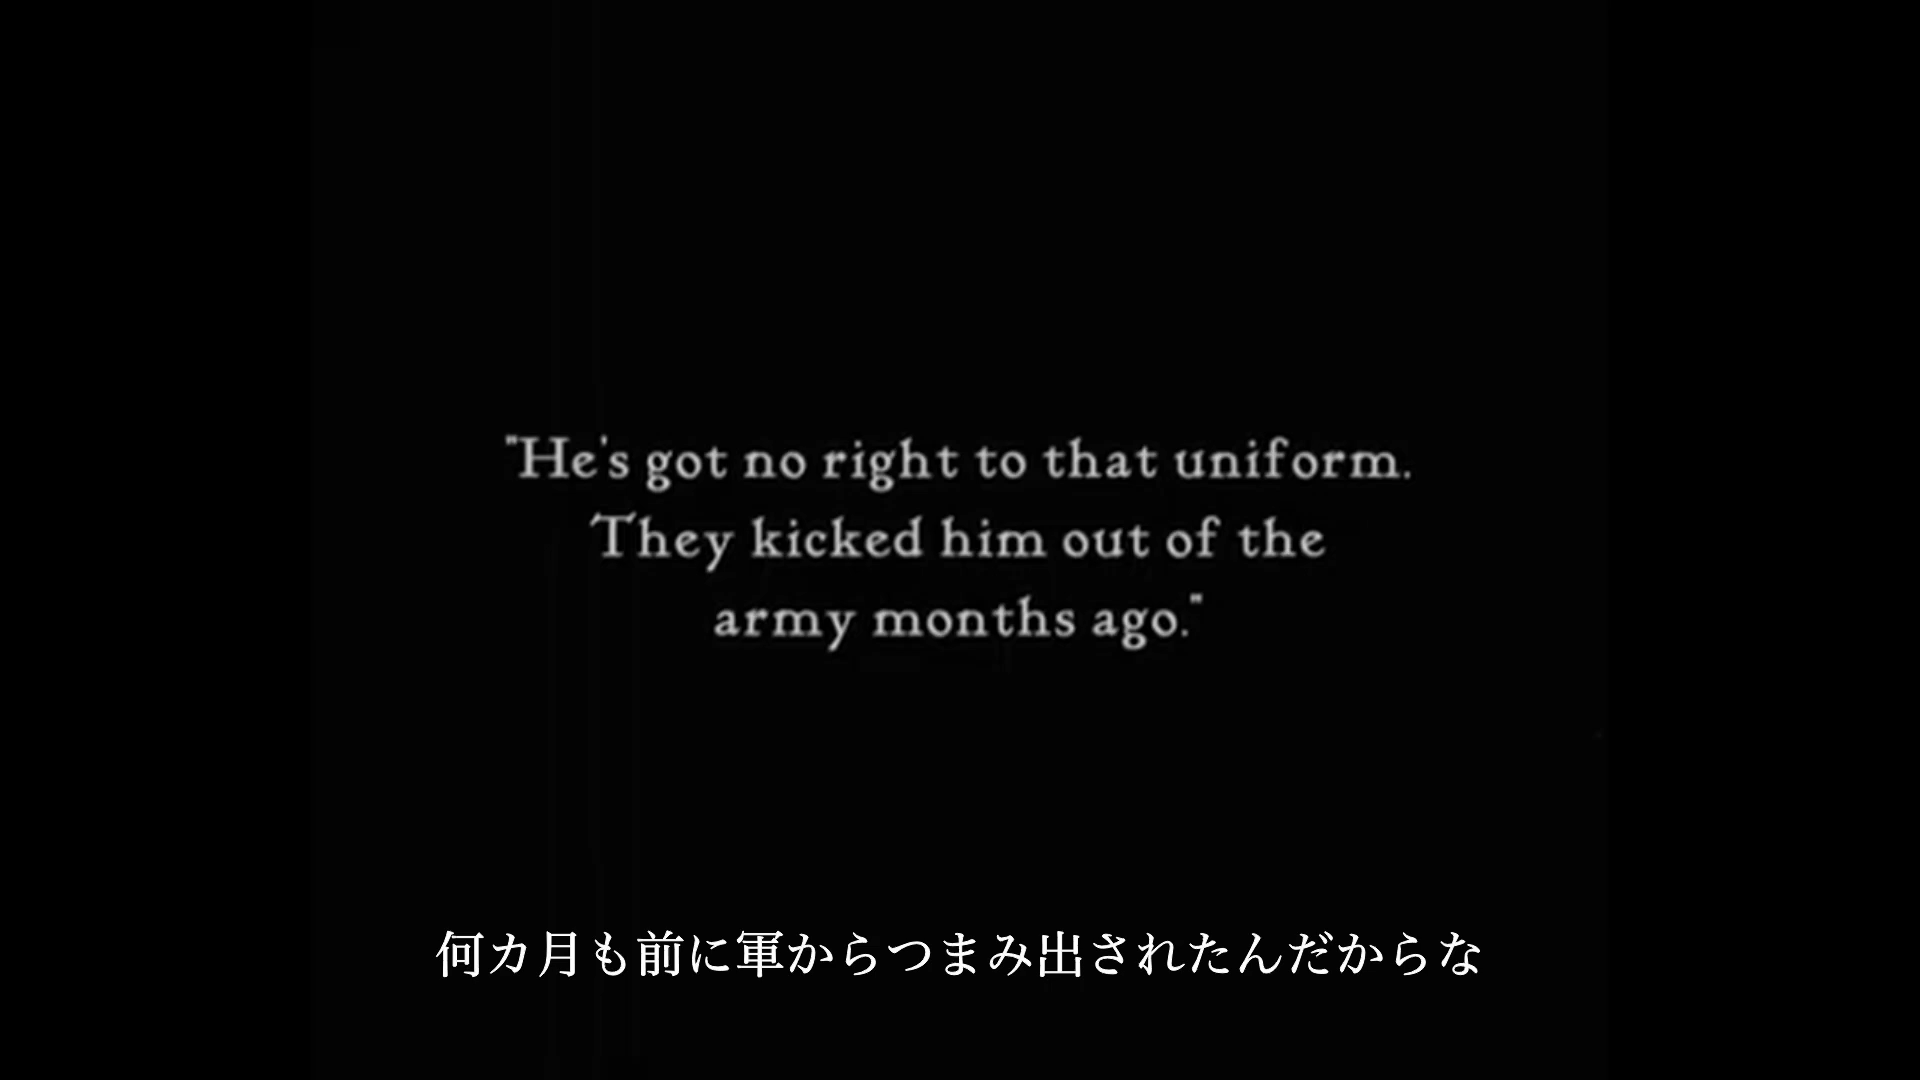 "He's got no right to that uniform.
They kicked him out of the
army months ago."
何カ月も前に軍からつまみ出されたんだからな